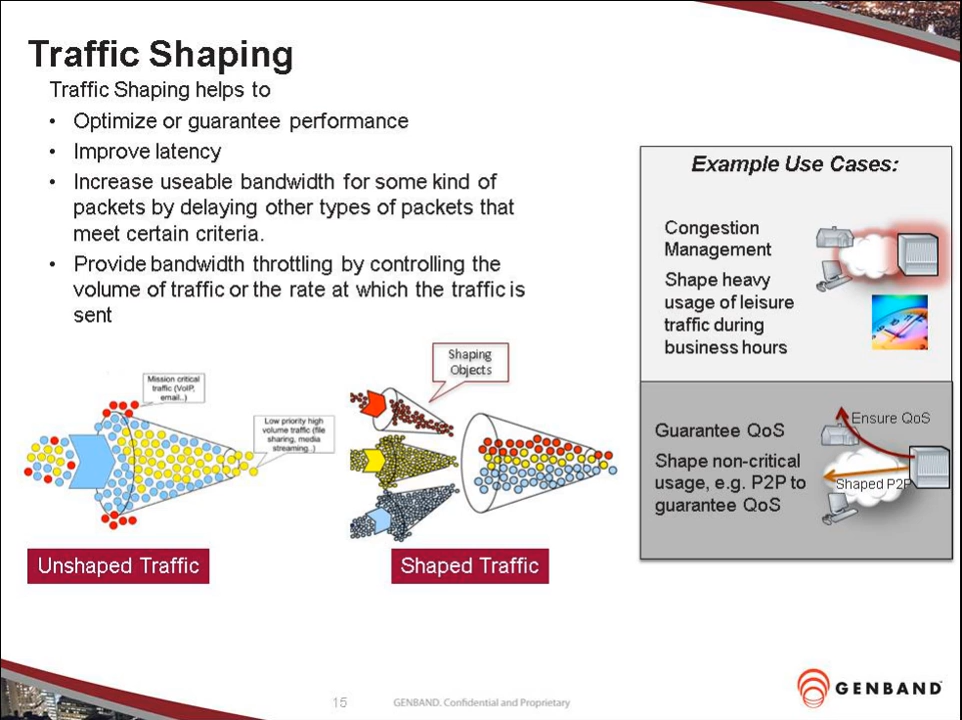 Traffic Shaping
Traffic Shaping helps to
• Optimize or guarantee performance
• Improve latency
• Increase useable bandwidth for some kind of
packets by delaying other types of packets that
meet certain criteria.
• Provide bandwidth throttling by controlling the
volume of traffic or the rate at which the traffic is
sent
Mission critical
traffic (VoIP,
email..)
Low priority high
volume traffic (file
sharing, media
streaming..)
Unshaped Traffic
Shaping
Objects
Shaped Traffic
Example Use Cases:
Congestion
Management
Shape heavy
usage of leisure
traffic during
business hours
Guarantee QoS
Shape non-critical
usage, e.g. P2P to
guarantee QoS
Ensure QoS
Shaped P2P
15
GENBAND. Confidential and Proprietary
GENBAND